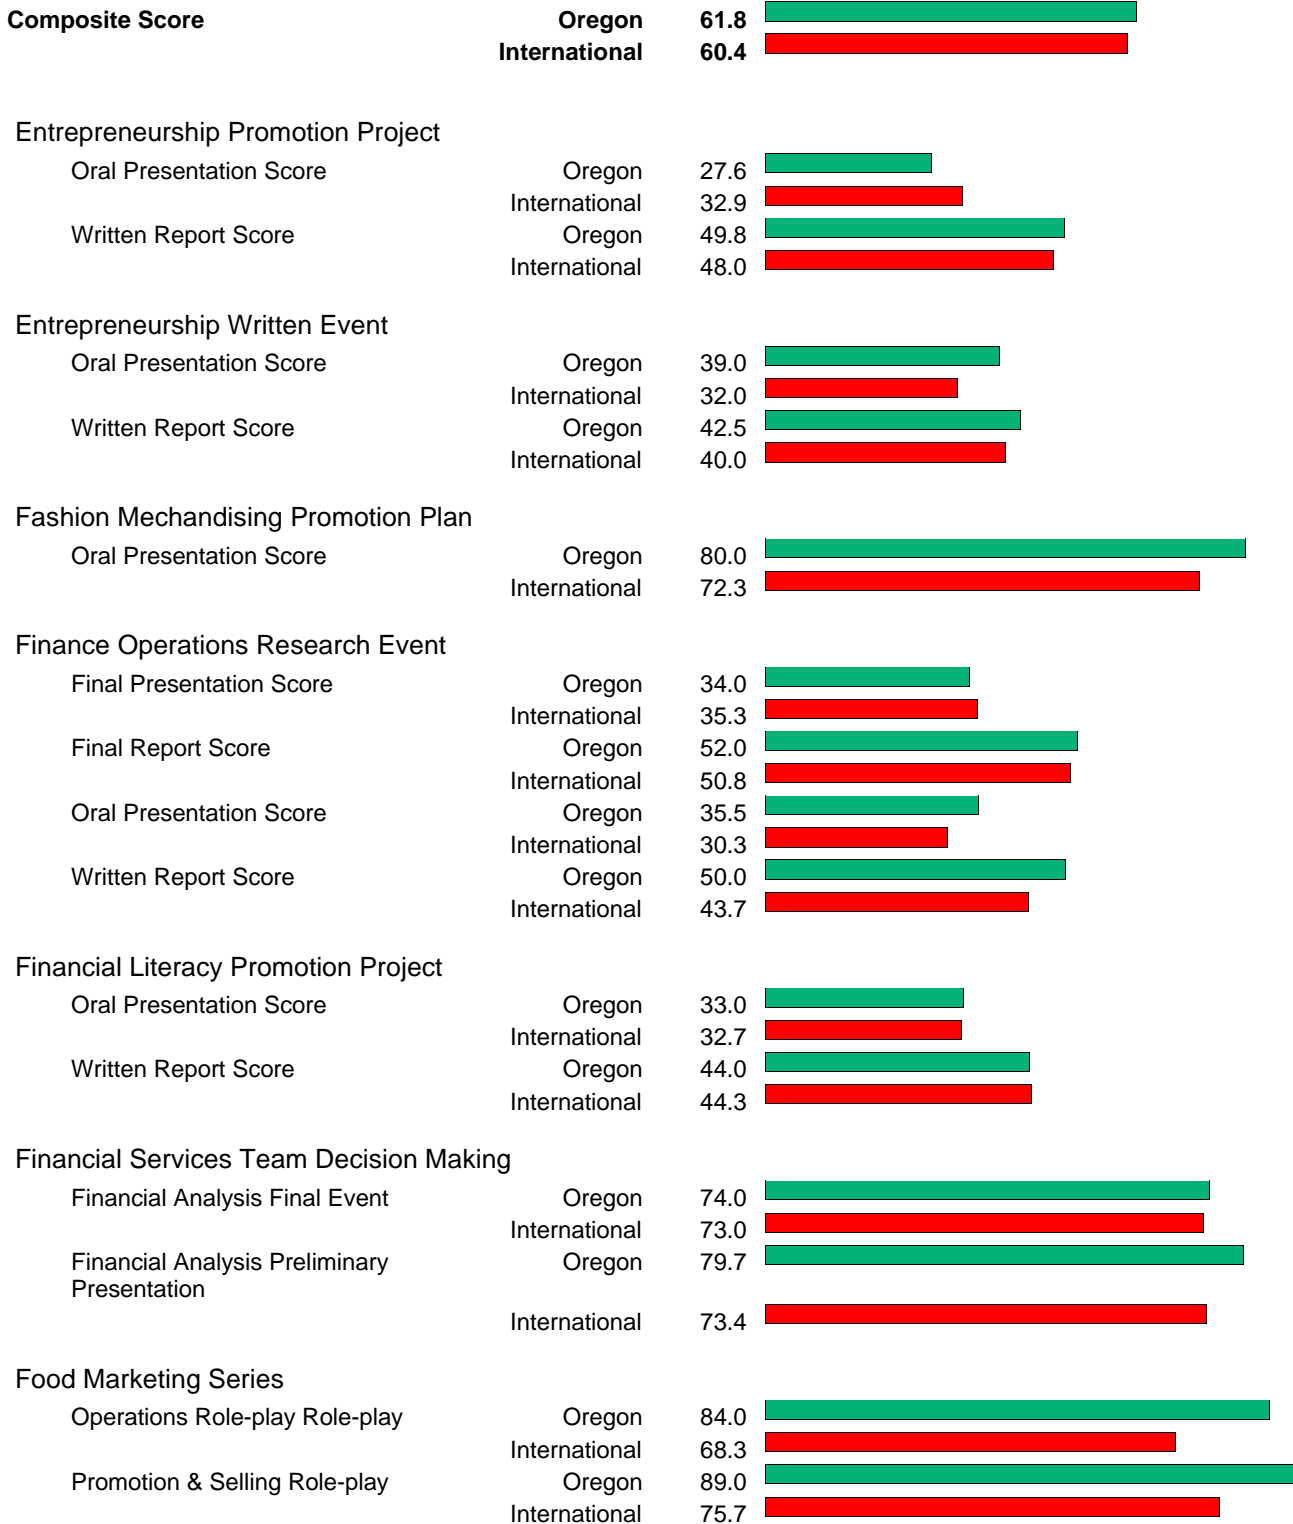 Composite Score Oregon 61.8
International 60.4
Entrepreneurship Promotion Project
Oral Presentation Score Oregon 27.6
International 32.9
Written Report Score Oregon 49.8
International 48.0
Entrepreneurship Written Event
Oral Presentation Score Oregon 39.0
International 32.0
Written Report Score Oregon 42.5
International 40.0
Fashion Mechandising Promotion Plan
Oral Presentation Score Oregon 80.0
International 72.3
Finance Operations Research Event
Final Presentation Score Oregon 34.0
International 35.3
Final Report Score Oregon 52.0
International 50.8
Oral Presentation Score Oregon 35.5
International 30.3
Written Report Score Oregon 50.0
International 43.7
Financial Literacy Promotion Project
Oral Presentation Score Oregon 33.0
International 32.7
Written Report Score Oregon 44.0
International 44.3
Financial Services Team Decision Making
Financial Analysis Final Event Oregon 74.0
International 73.0
Financial Analysis Preliminary Oregon 79.7
Presentation
International 73.4
Food Marketing Series
Operations Role-play Role-play Oregon 84.0
International 68.3
Promotion & Selling Role-play Oregon 89.0
International 75.7